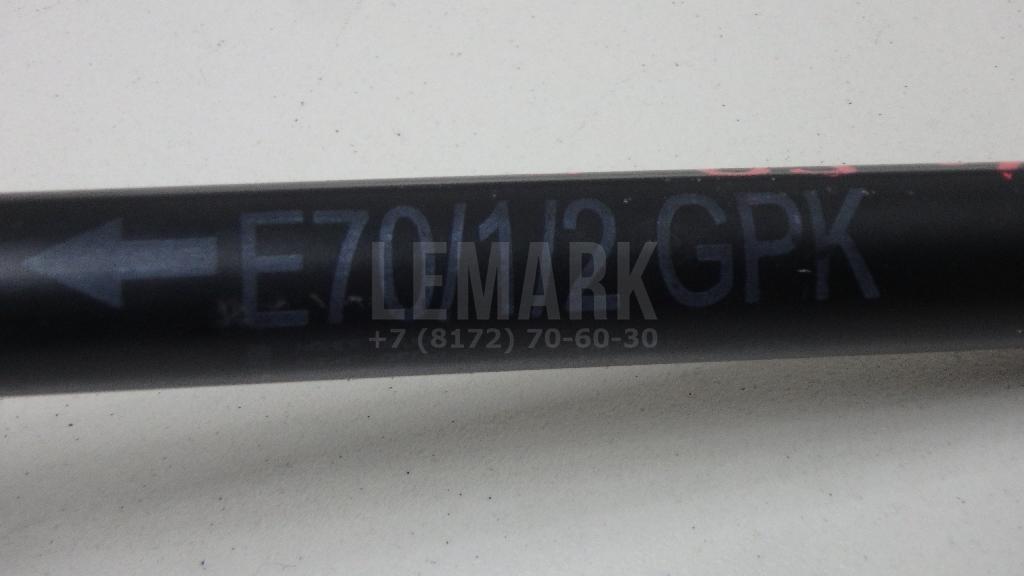 E70/1/2 GPK
LEMARK
+7 (8172) 70-60-30